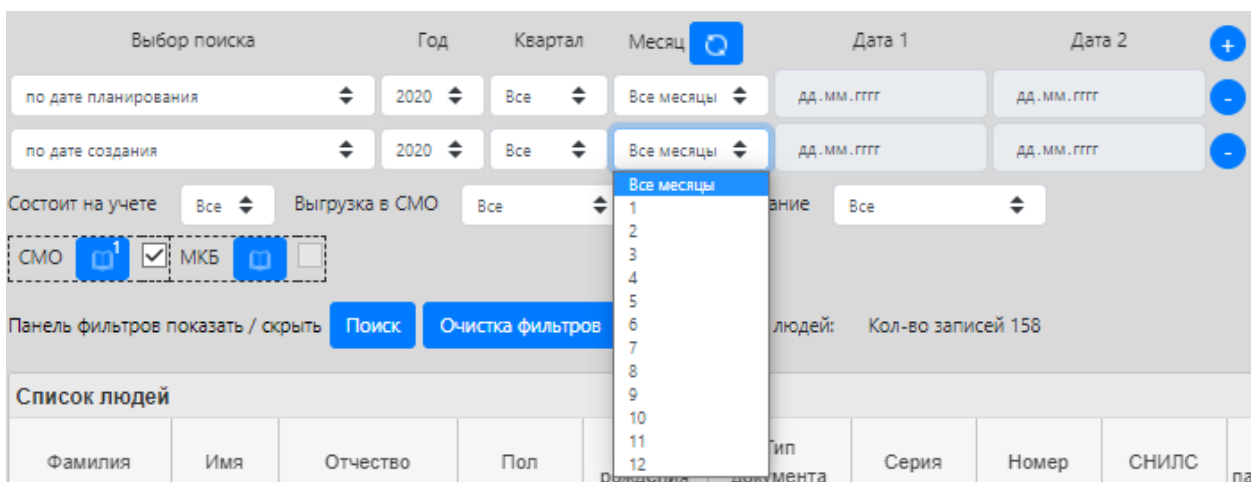 Выбор поиска Год Квартал Месяц Дата 1 Дата 2 +
по дате планирования 2020 Все Все месяцы дд.мм.гггг дд.мм.гггг -
по дате создания 2020 Все Все месяцы дд.мм.гггг дд.мм.гггг -
Все месяцы
Состоит на учете Все Выгрузка в СМО Все ание Все
1
2
СМО 1 МКБ
3
4
5
Панель фильтров показать / скрыть Поиск Очистка фильтров 6 людей: Кол-во записей 158
7
8
Список людей 9
10
11
Фамилия Имя Отчество Пол рождения Тип документа Серия Номер СНИЛС
12